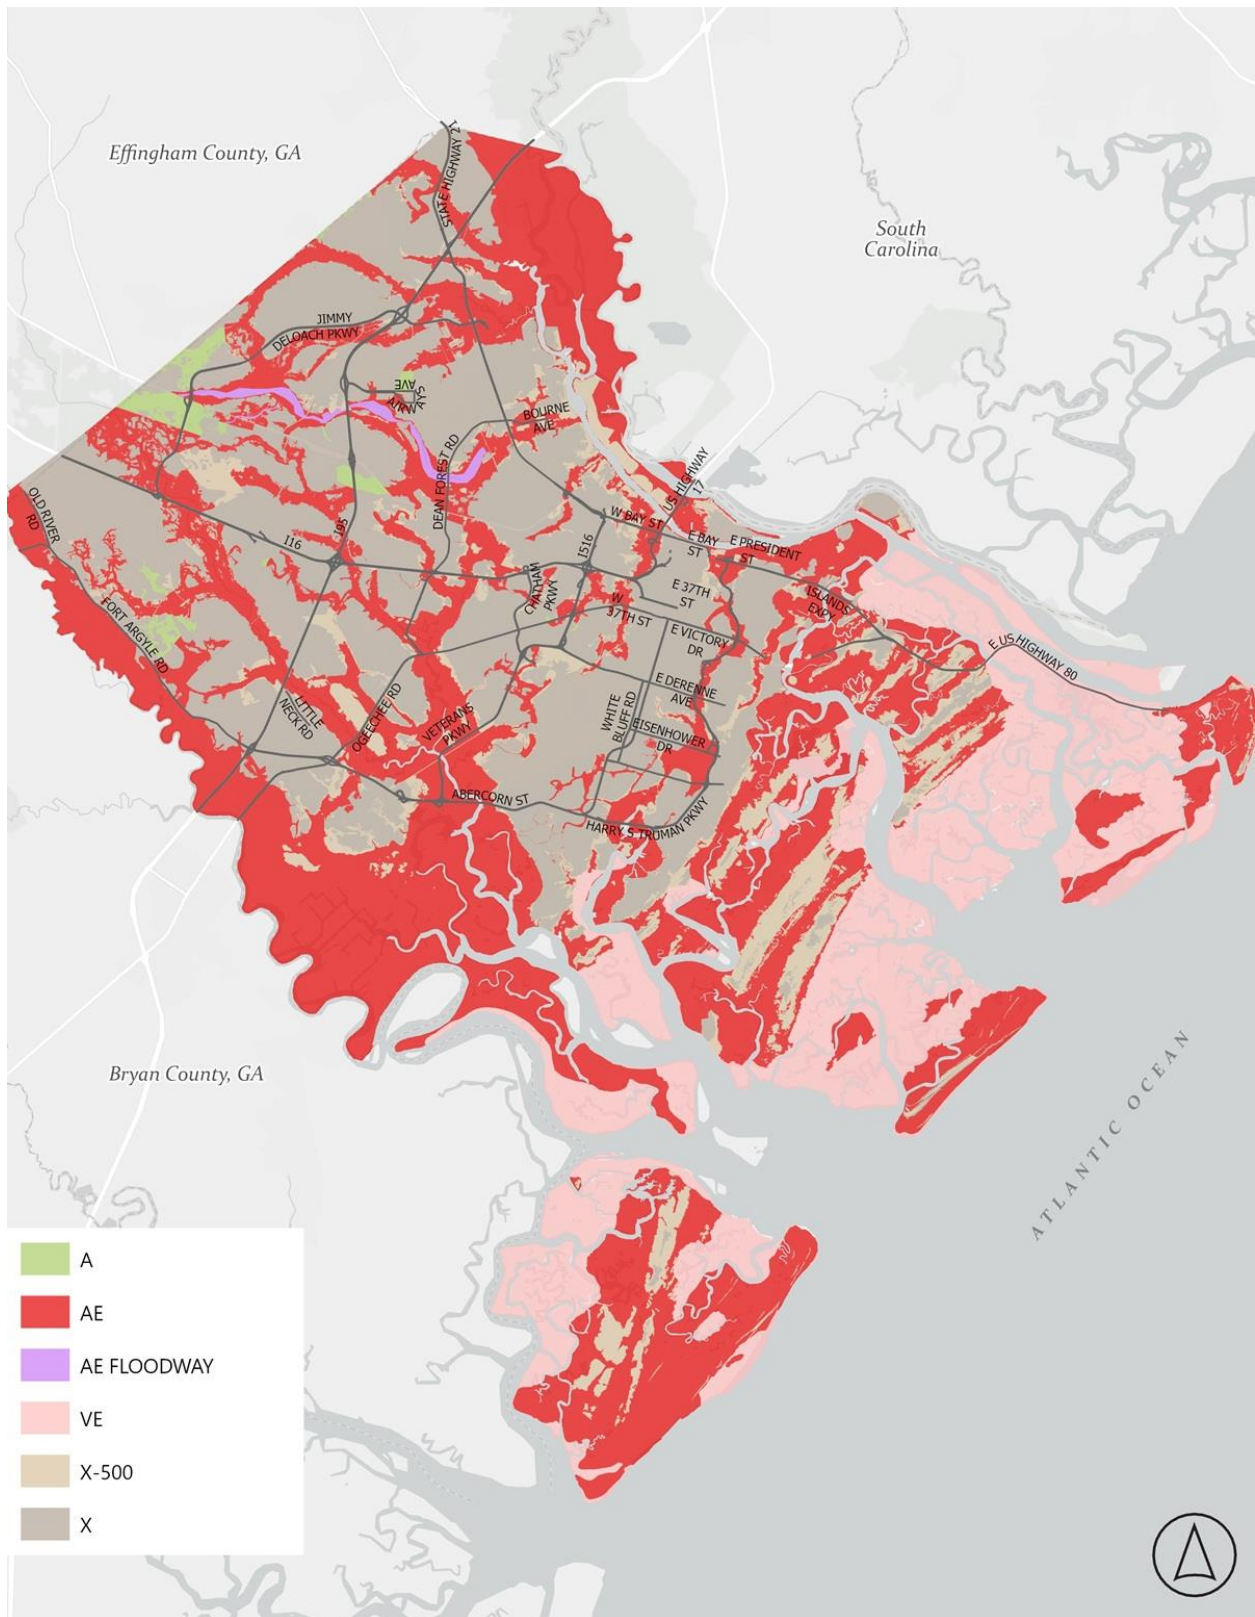 Effingham County, GA
STATE HIGHWAY 21
South
Carolina
JIMMY
DELOACH PKWY
AVE
AIRWAYS
BOURNE
AVE
DEAN FOREST RD
US HIGHWAY
17
OLD RIVER
RD
I16
I95
W BAY ST
E BAY
ST
E PRESIDENT
ST
I516
CHATHAM
PKWY
E 37TH
ST
W
37TH ST
ISLANDS
EXPY
E VICTORY
DR
E US HIGHWAY 80
FORT ARGYLE RD
E DERENNE
AVE
LITTLE
NECK RD
OGEECHEE RD
VETERANS
PKWY
WHITE
BLUFF RD
EISENHOWER
DR
ABERCORN ST
HARRY S TRUMAN PKWY
Bryan County, GA
ATLANTIC OCEAN
A
AE
AE FLOODWAY
VE
X-500
X